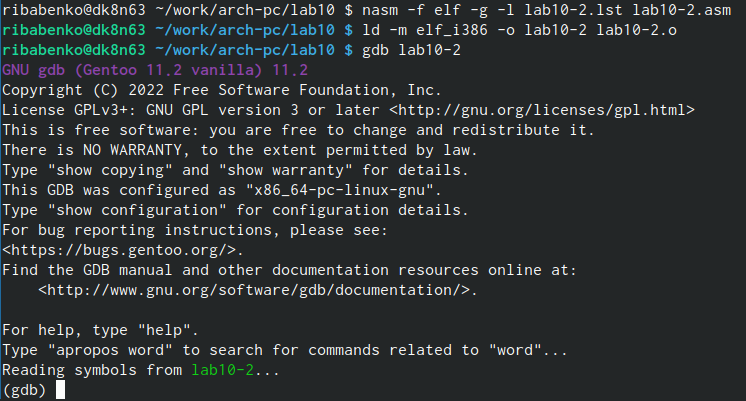 ribabenko@dk8n63 ~/work/arch-pc/lab10 $ nasm -f elf -g -l lab10-2.lst lab10-2.asm
ribabenko@dk8n63 ~/work/arch-pc/lab10 $ ld -m elf_i386 -o lab10-2 lab10-2.o
ribabenko@dk8n63 ~/work/arch-pc/lab10 $ gdb lab10-2
GNU gdb (Gentoo 11.2 vanilla) 11.2
Copyright (C) 2022 Free Software Foundation, Inc.
License GPLv3+: GNU GPL version 3 or later <http://gnu.org/licenses/gpl.html>
This is free software: you are free to change and redistribute it.
There is NO WARRANTY, to the extent permitted by law.
Type "show copying" and "show warranty" for details.
This GDB was configured as "x86_64-pc-linux-gnu".
Type "show configuration" for configuration details.
For bug reporting instructions, please see:
<https://bugs.gentoo.org/>.
Find the GDB manual and other documentation resources online at:
    <http://www.gnu.org/software/gdb/documentation/>.

For help, type "help".
Type "apropos word" to search for commands related to "word"...
Reading symbols from lab10-2...
(gdb)